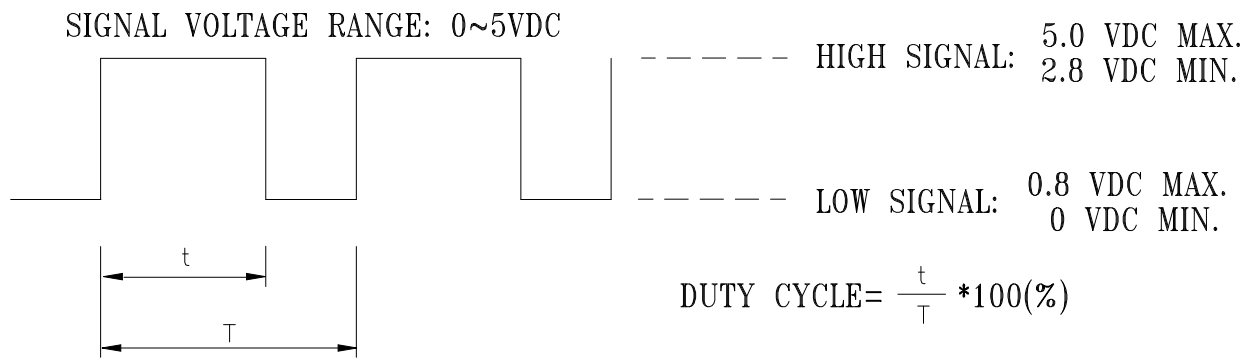 SIGNAL VOLTAGE RANGE: 0~5VDC
HIGH SIGNAL: 5.0 VDC MAX.
2.8 VDC MIN.
LOW SIGNAL: 0.8 VDC MAX.
0 VDC MIN.
t
T
DUTY CYCLE= t/T *100(%)